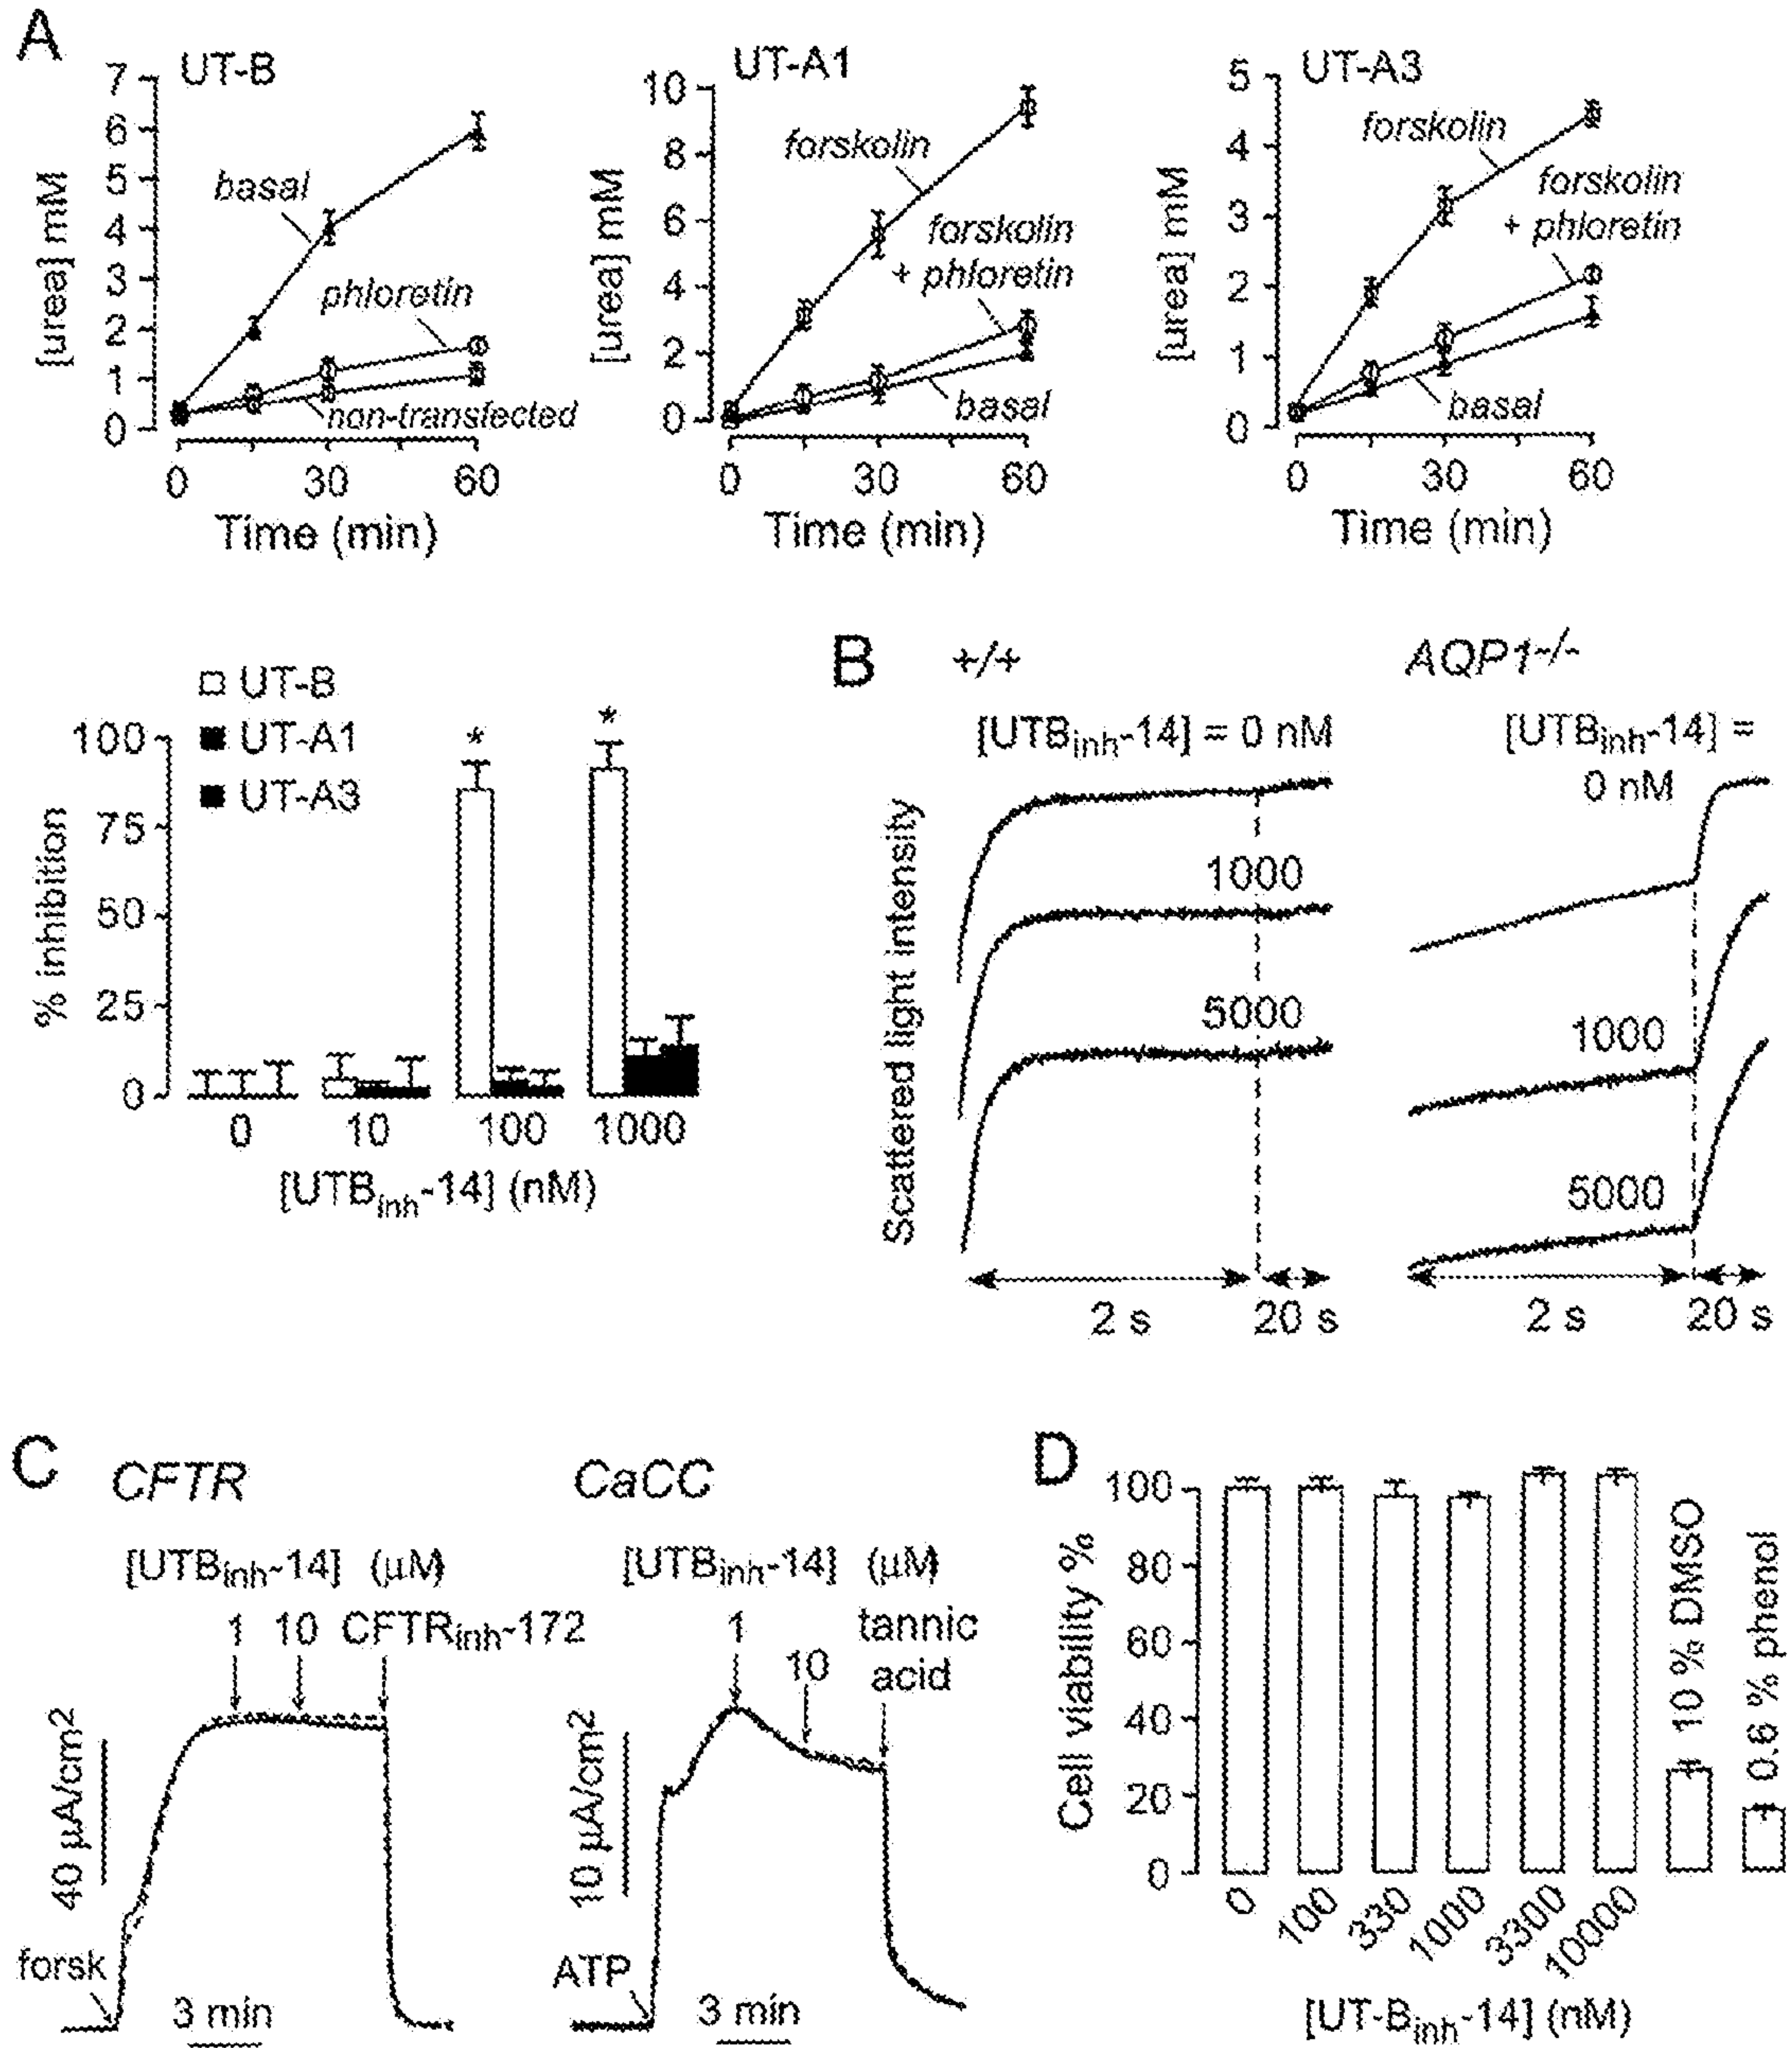 A
UT-B
7
6
5
4
3
2
1
0
[urea] mM
basal
phloretin
non-transfected
0 30 60
Time (min)
UT-A1
10
8
6
4
2
0
[urea] mM
forskolin
forskolin
+ phloretin
basal
0 30 60
Time (min)
UT-A3
5
4
3
2
1
0
[urea] mM
forskolin
forskolin
+ phloretin
basal
0 30 60
Time (min)
UT-B
UT-A1
UT-A3
100
75
50
25
0
% inhibition
*
*
0 10 100 1000
[UTBinh-14] (nM)
B
+/+
[UTBinh-14] = 0 nM
1000
5000
Scattered light intensity
2 s 20 s
AQP1-/-
[UTBinh-14] =
0 nM
1000
5000
2 s 20 s
C
CFTR
[UTBinh-14] (µM)
1 10 CFTRinh-172
40 µA/cm2
forsk
3 min
CaCC
[UTBinh-14] (µM)
1
10
tannic
acid
10 µA/cm2
ATP
3 min
D
100
80
60
40
20
0
Cell viability %
10 % DMSO
0.6 % phenol
0 100 330 1000 3300 10000
[UT-Binh-14] (nM)